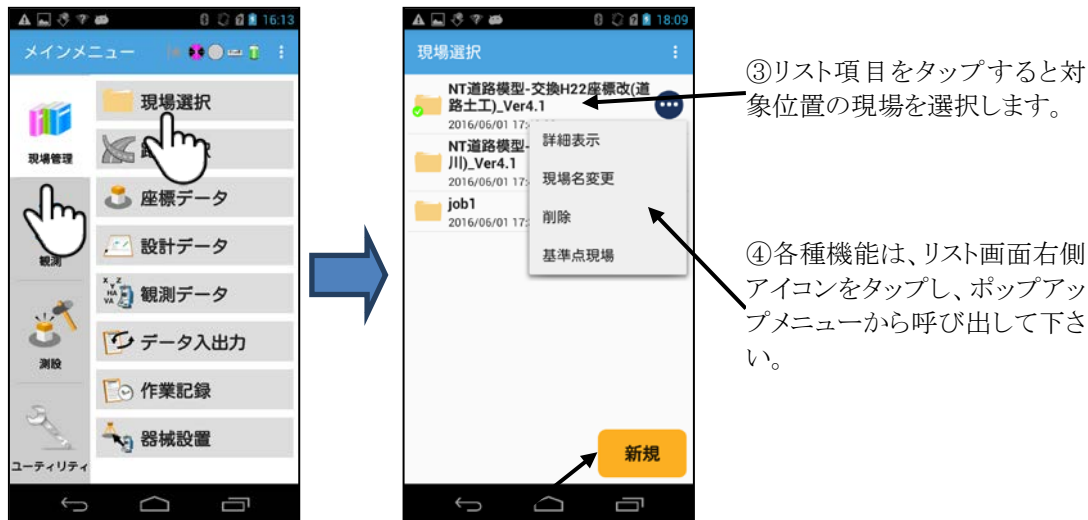 16:13
メインメニュー
現場管理
観測
測設
ユーティリティ
現場選択
座標データ
設計データ
観測データ
データ入出力
作業記録
器械設置
18:09
現場選択
NT道路模型-交換H22座標改(道
路土工)_Ver4.1
2016/06/01 17:
NT道路模型-
川)_Ver4.1
2016/06/01 17:
job1
2016/06/01 17:
詳細表示
現場名変更
削除
基準点現場
新規
③リスト項目をタップすると対
象位置の現場を選択します。
④各種機能は、リスト画面右側
アイコンをタップし、ポップアッ
プメニューから呼び出して下さ
い。